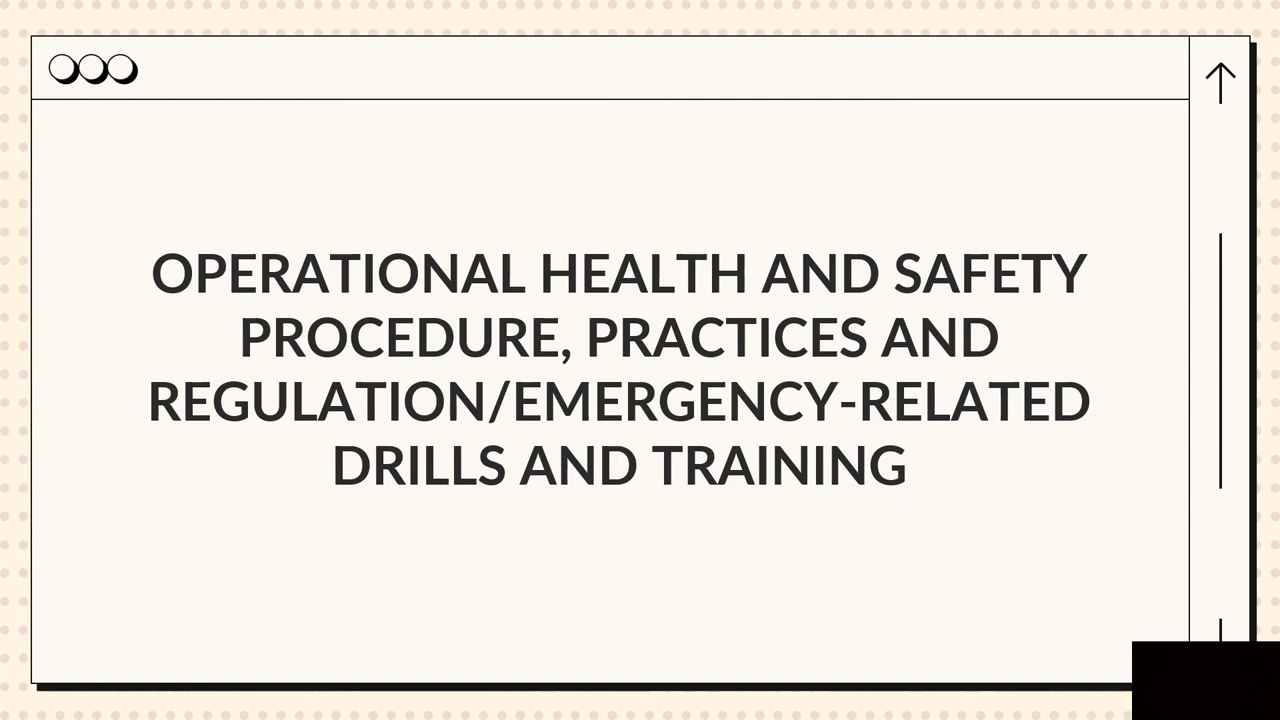 OPERATIONAL HEALTH AND SAFETY
PROCEDURE, PRACTICES AND
REGULATION/EMERGENCY-RELATED
DRILLS AND TRAINING